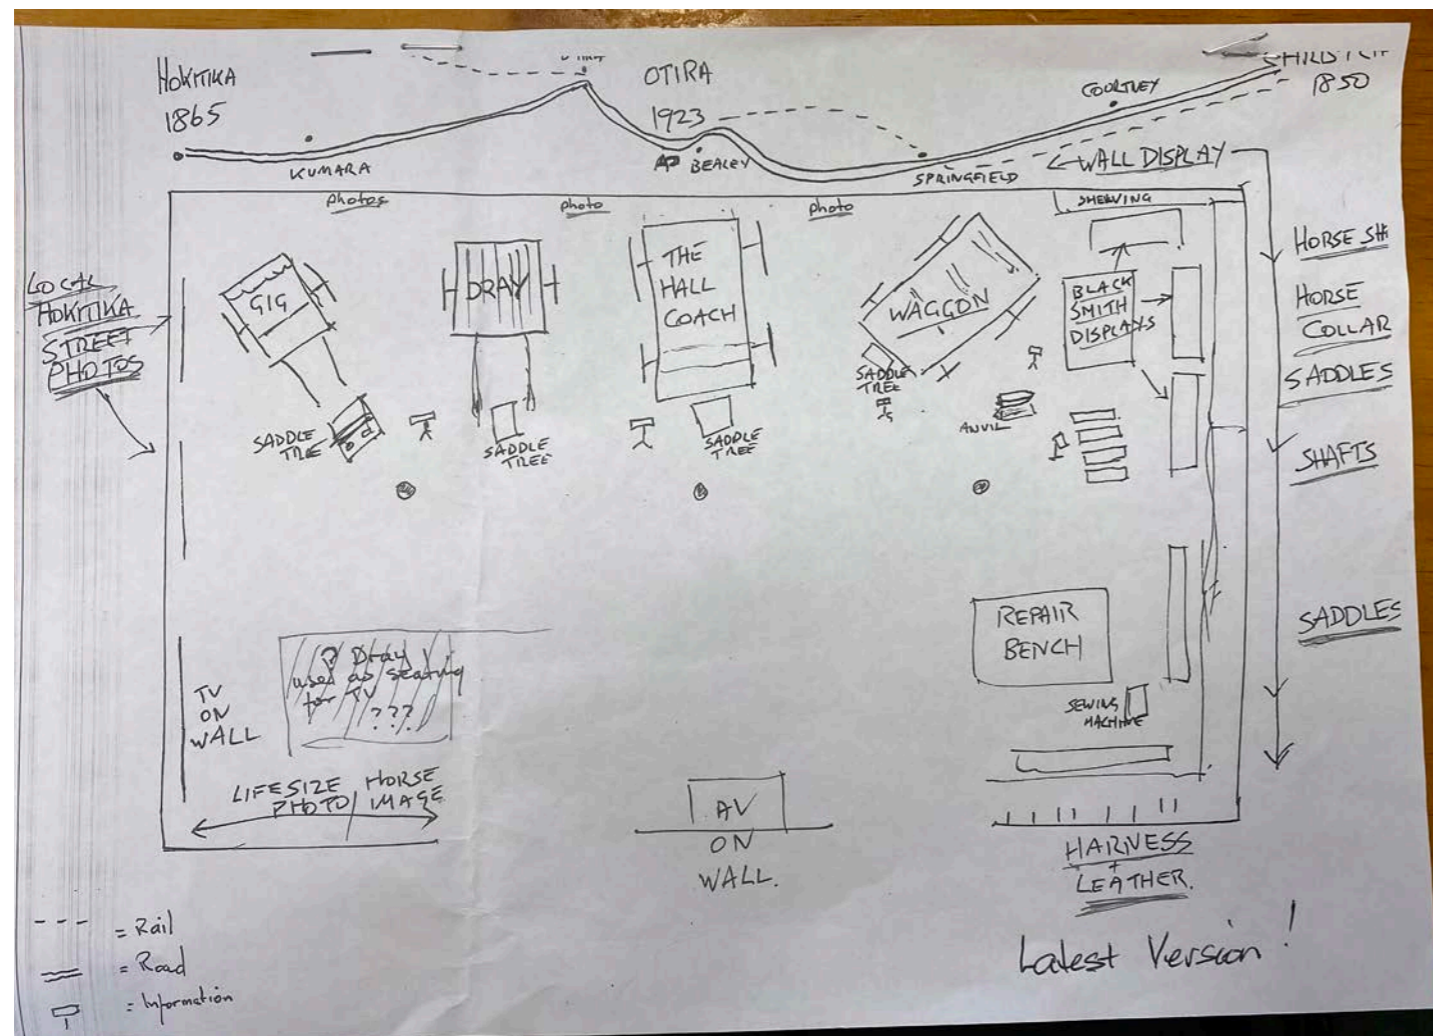 HOKITIKA
1865
OTIRA
1923
COURTNEY
1850
KUMARA
BEALEY
SPRINGFIELD
WALL DISPLAY
photos
photo
photo
SHELVING
LOCAL
HOKITIKA
STREET
PHOTOS
GIG
DRAY
THE
HALL
COACH
WAGGON
BLACK
SMITH
DISPLAYS
HORSE SH
HORSE
COLLAR
SADDLES
SHAFTS
SADDLES
SADDLE
TREE
SADDLE
TREE
SADDLE
TREE
SADDLE
TREE
ANVIL
TV
ON
WALL
? Dray
used as seating
for TV
???
LIFESIZE HORSE
PHOTO/ IMAGE
AV
ON
WALL.
REPAIR
BENCH
SEWING
MACHINE
HARNESS
+
LEATHER.
= Rail
= Road
= Information
Latest Version!